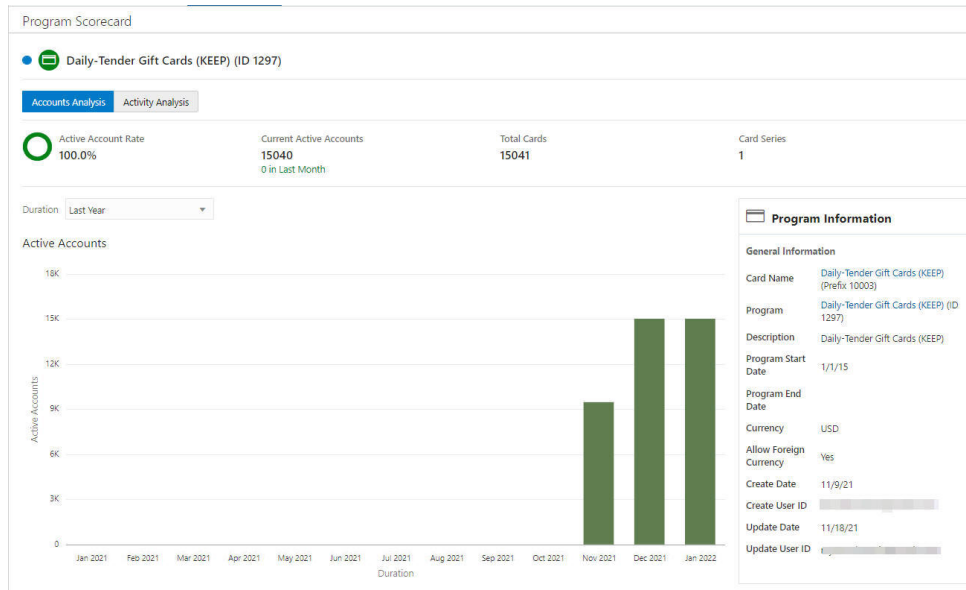 Program Scorecard
Daily-Tender Gift Cards (KEEP) (ID 1297)
Accounts Analysis
Activity Analysis
Active Account Rate
100.0%
Current Active Accounts
15040
0 in Last Month
Total Cards
15041
Card Series
1
Duration
Last Year
Active Accounts
18K
15K
12K
9K
6K
3K
0
Active Accounts
Jan 2021
Feb 2021
Mar 2021
Apr 2021
May 2021
Jun 2021
Jul 2021
Aug 2021
Sep 2021
Oct 2021
Nov 2021
Dec 2021
Jan 2022
Duration
Program Information
General Information
Card Name
Daily-Tender Gift Cards (KEEP)
(Prefix 10003)
Program
Daily-Tender Gift Cards (KEEP) (ID
1297)
Description
Daily-Tender Gift Cards (KEEP)
Program Start
Date
1/1/15
Program End
Date
Currency
USD
Allow Foreign
Currency
Yes
Create Date
11/9/21
Create User ID
Update Date
11/18/21
Update User ID